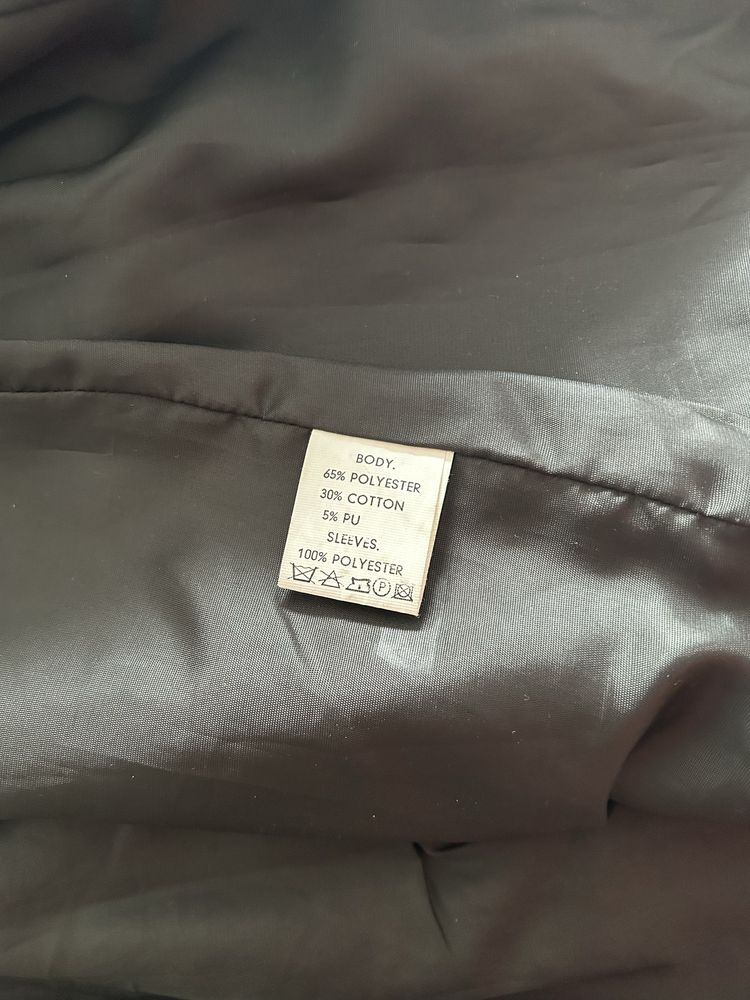 BODY.
65% POLYESTER
30% COTTON
5% PU
SLEEVES.
100% POLYESTER
P